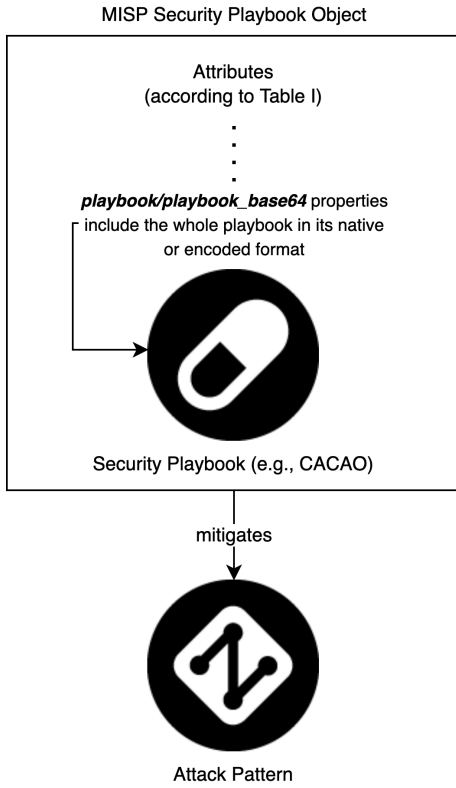 MISP Security Playbook Object
Attributes
(according to Table I)
playbook/playbook_base64 properties
include the whole playbook in its native
or encoded format
Security Playbook (e.g., CACAO)
mitigates
Attack Pattern